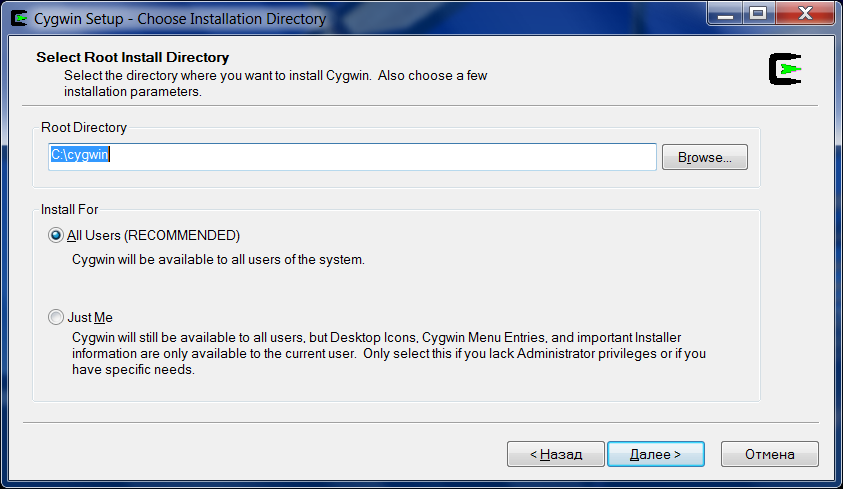 Cygwin Setup - Choose Installation Directory
Select Root Install Directory
Select the directory where you want to install Cygwin.  Also choose a few
installation parameters.
Root Directory
C:\cygwin
Browse...
Install For
All Users (RECOMMENDED)
Cygwin will be available to all users of the system.
Just Me
Cygwin will still be available to all users, but Desktop Icons, Cygwin Menu Entries, and important Installer
information are only available to the current user.  Only select this if you lack Administrator privileges or if you
have specific needs.
< Назад
Далее >
Отмена